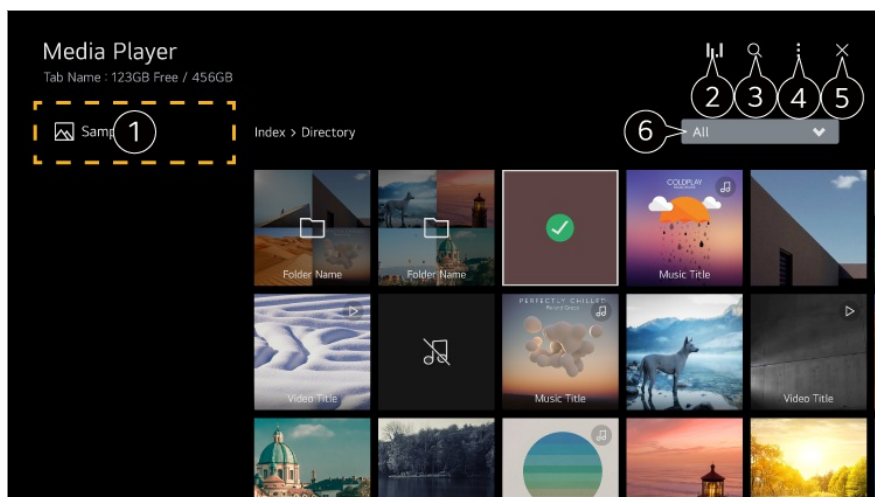 Media Player
Tab Name : 123GB Free / 456GB
2
3
4
5
1
Index > Directory
6
All
Folder Name
Folder Name
COLDPLAY
Music Title
Video Title
PERFECTLY CHILLED
Music Title
Video Title